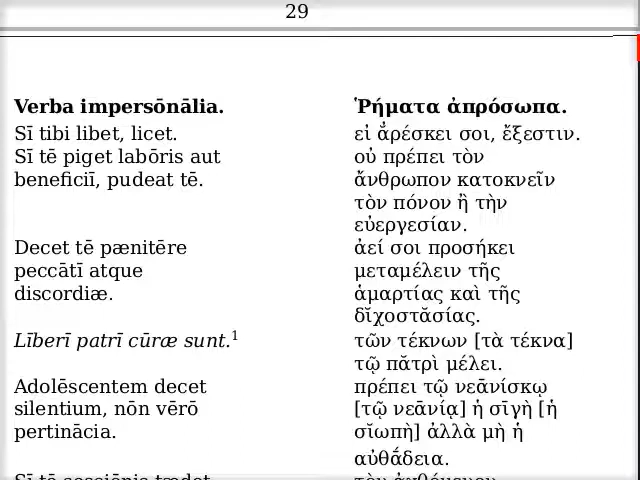 29
Verba impersōnālia.
Sī tibi libet, licet.
Sī tē piget labōris aut
beneficiī, pudeat tē.
Decet tē pænitēre
peccātī atque
discordiæ.
Līberī patrī cūræ sunt.1
Adolēscentem decet
silentium, nōn vērō
pertinācia.
Ῥήματα ἀπρόσωπα.
εἰ ᾰ̓ρέσκει σοι, ἔξεστιν.
οὐ πρέπει τὸν
ἄνθρωπον κατοκνεῖν
τὸν πόνον ἢ τὴν
εὐεργεσίαν.
ἀεί σοι προσήκει
μεταμέλειν τῆς
ἁμαρτίας καὶ τῆς
δῐχοστᾰσίας.
τῶν τέκνων [τὰ τέκνα]
τῷ πᾰτρὶ μέλει.
πρέπει τῷ νεᾱνίσκῳ
[τῷ νεᾱνίᾳ] ἡ σῑγὴ [ἡ
σῐωπὴ] ἀλλὰ μὴ ἡ
αὐθᾱ́δεια.